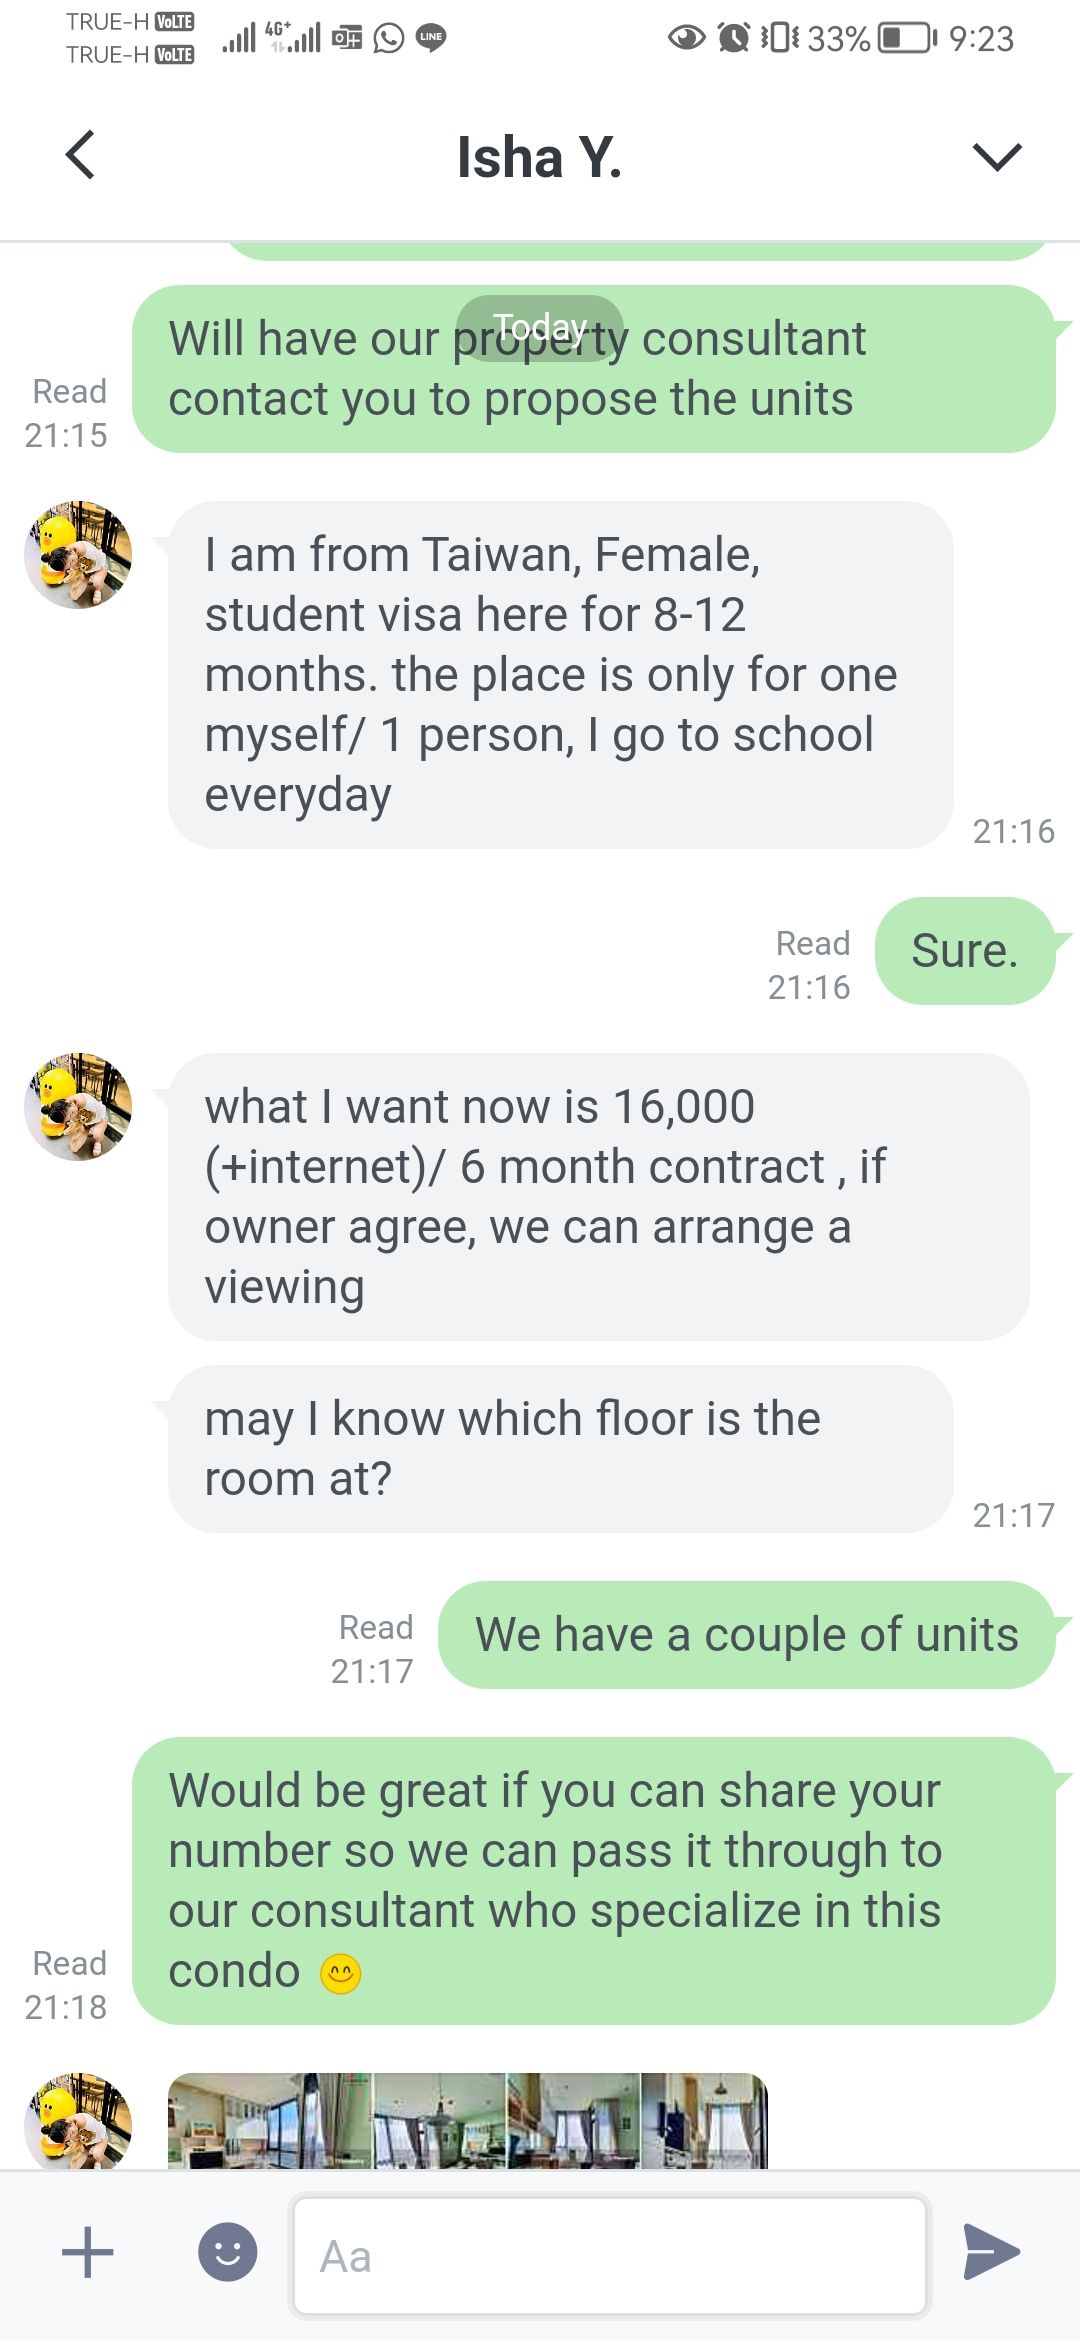 TRUE-H VoLTE
TRUE-H VoLTE
4G+
LINE
33%
9:23
Isha Y.
Today
Will have our property consultant
contact you to propose the units
Read
21:15
I am from Taiwan, Female,
student visa here for 8-12
months. the place is only for one
myself/ 1 person, I go to school
everyday
21:16
Sure.
Read
21:16
what I want now is 16,000
(+internet)/ 6 month contract , if
owner agree, we can arrange a
viewing
may I know which floor is the
room at?
21:17
We have a couple of units
Read
21:17
Would be great if you can share your
number so we can pass it through to
our consultant who specialize in this
condo 😊
Read
21:18
Aa